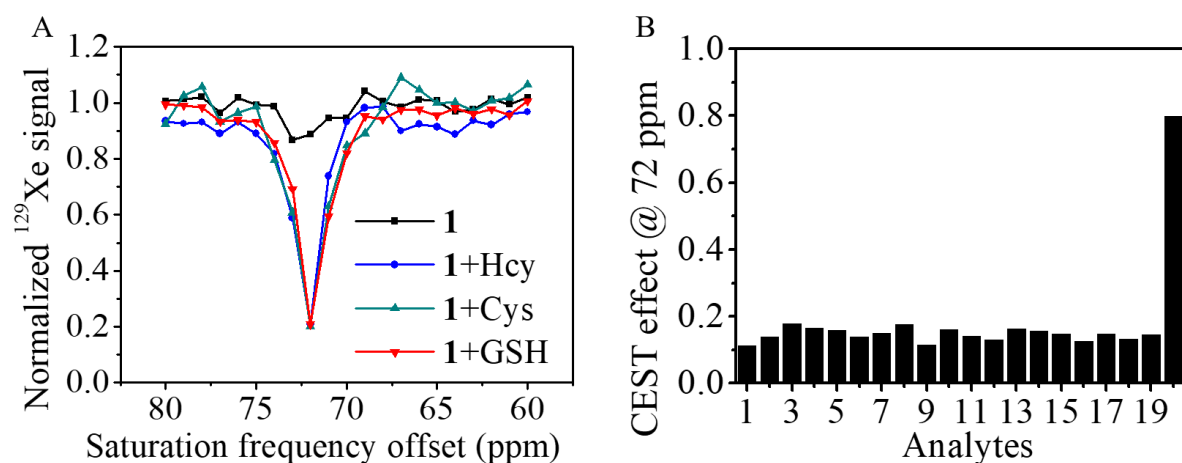 A
Normalized ¹²⁹Xe signal
1.2
1.0
0.8
0.6
0.4
0.2
0.0
1
1+Hcy
1+Cys
1+GSH
80 75 70 65 60
Saturation frequency offset (ppm)
B
CEST effect @ 72 ppm
1.0
0.8
0.6
0.4
0.2
0.0
1 3 5 7 9 11 13 15 17 19
Analytes